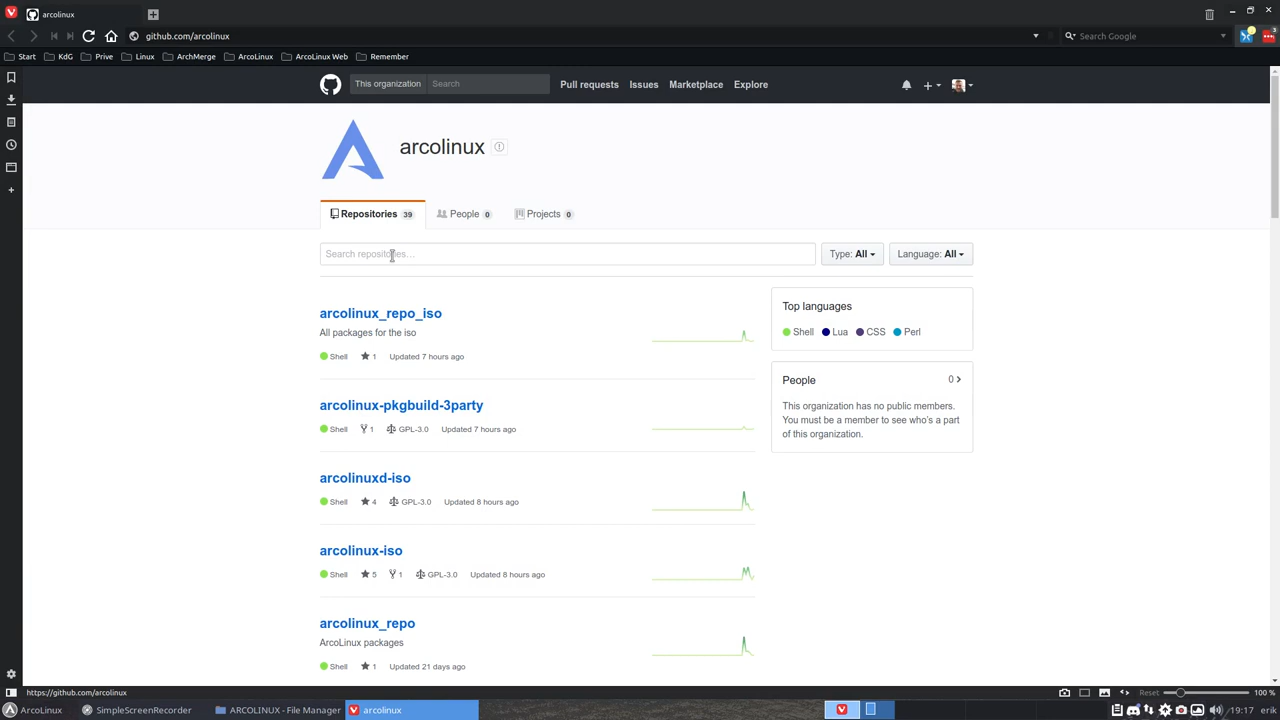 arcolinux
github.com/arcolinux
Search Google
3
Start
KdG
Prive
Linux
ArchMerge
ArcoLinux
ArcoLinux Web
Remember
This organization
Search
Pull requests
Issues
Marketplace
Explore
arcolinux
Repositories 39
People 0
Projects 0
Search repositories...
Type: All
Language: All
arcolinux_repo_iso
All packages for the iso
Shell 1 Updated 7 hours ago
arcolinux-pkgbuild-3party
Shell 1 GPL-3.0 Updated 7 hours ago
arcolinuxd-iso
Shell 4 GPL-3.0 Updated 8 hours ago
arcolinux-iso
Shell 5 1 GPL-3.0 Updated 8 hours ago
arcolinux_repo
ArcoLinux packages
Shell 1 Updated 21 days ago
Top languages
Shell Lua CSS Perl
People 0
This organization has no public members.
You must be a member to see who's a part
of this organization.
https://github.com/arcolinux
Reset
100 %
ArcoLinux
SimpleScreenRecorder
ARCOLINUX - File Manager
arcolinux
19:17 erik